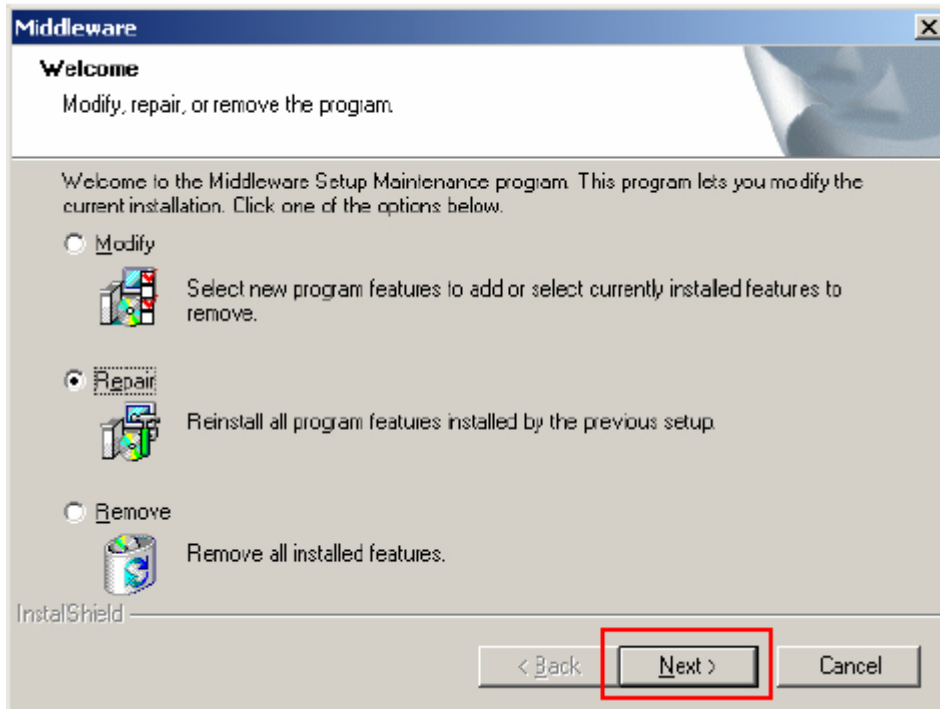 Middleware
Welcome
Modify, repair, or remove the program.
Welcome to the Middleware Setup Maintenance program. This program lets you modify the
current installation. Click one of the options below.
Modify
Select new program features to add or select currently installed features to
remove.
Repair
Reinstall all program features installed by the previous setup.
Remove
Remove all installed features.
InstallShield
< Back
Next >
Cancel